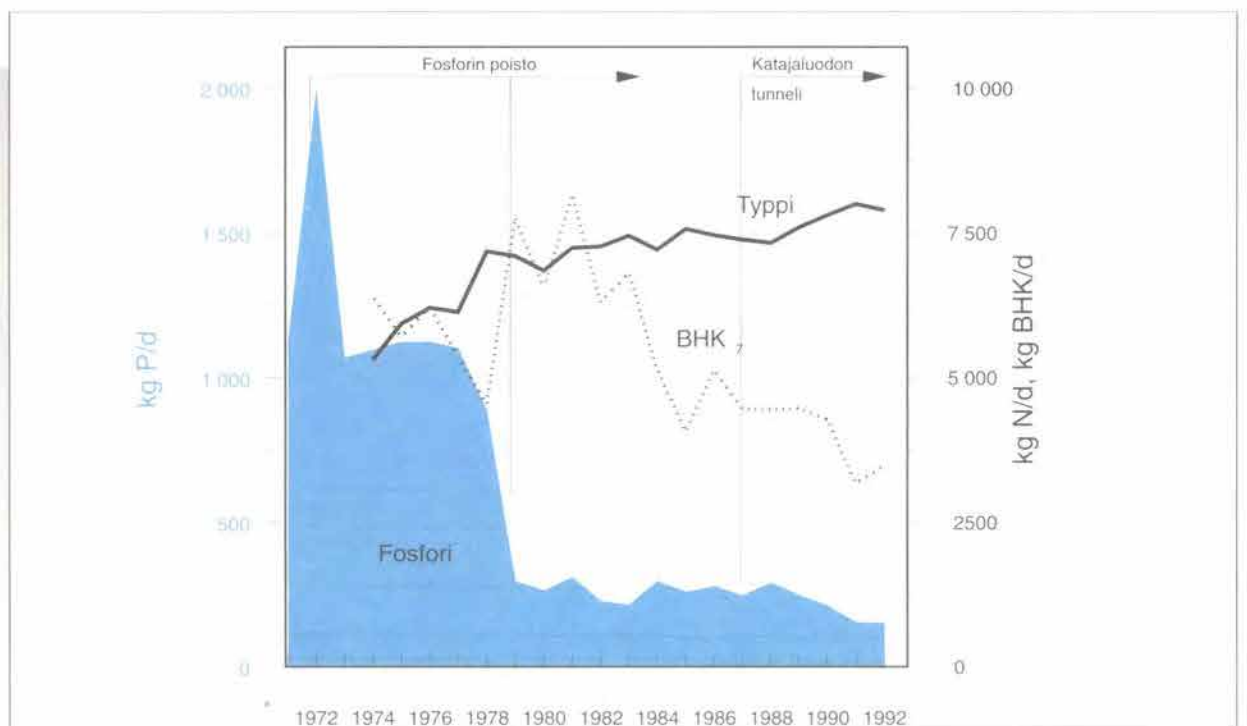 Fosforin poisto
Katajaluodon
tunneli
2 000
1 500
1 000
500
0
kg P/d
10 000
7 500
5 000
2500
0
kg N/d, kg BHK/d
Typpi
BHK 7
Fosfori
1972 1974 1976 1978 1980 1982 1984 1986 1988 1990 1992